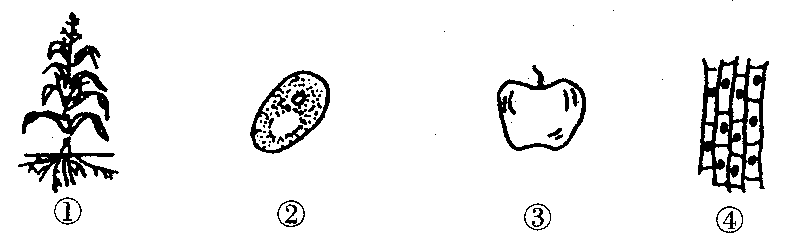 ① ② ③ ④